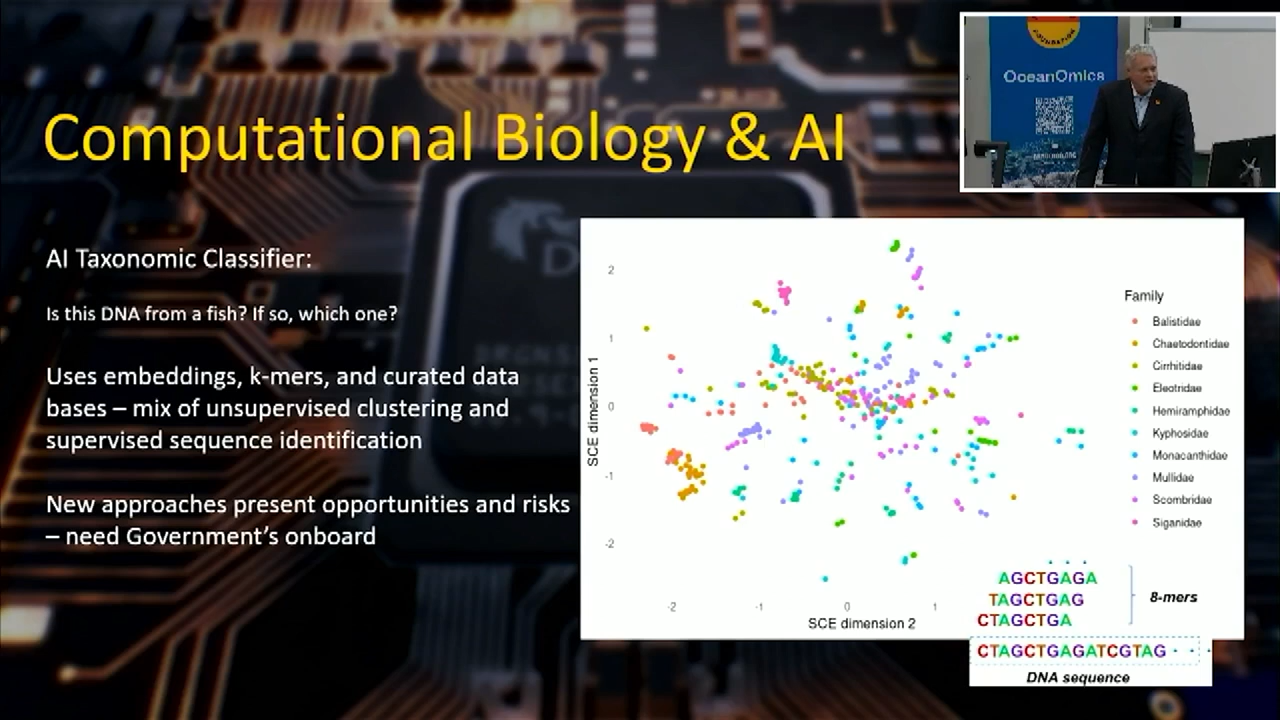 FOUNDATION
OceanOmics
Computational Biology & AI
AI Taxonomic Classifier:
Is this DNA from a fish? If so, which one?
Uses embeddings, k-mers, and curated data
bases – mix of unsupervised clustering and
supervised sequence identification
New approaches present opportunities and risks
– need Government's onboard
SCE dimension 1
2
1
0
-1
-2
-2
-1
0
1
SCE dimension 2
Family
Balistidae
Chaetodontidae
Cirrhitidae
Eleotridae
Hemiramphidae
Kyphosidae
Monacanthidae
Mullidae
Scombridae
Siganidae
AGCTGAGA
TAGCTGAG
CTAGCTGA
8-mers
CTAGCTGAGATCGTAG
DNA sequence